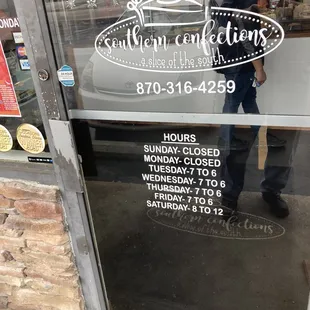 MONDAY
southern confections
a slice of the south
870-316-4259
HOURS
SUNDAY- CLOSED
MONDAY- CLOSED
TUESDAY-7 TO 6
WEDNESDAY- 7 TO 6
THURSDAY- 7 TO 6
FRIDAY- 7 TO 6
SATURDAY- 8 TO 12
southern confections